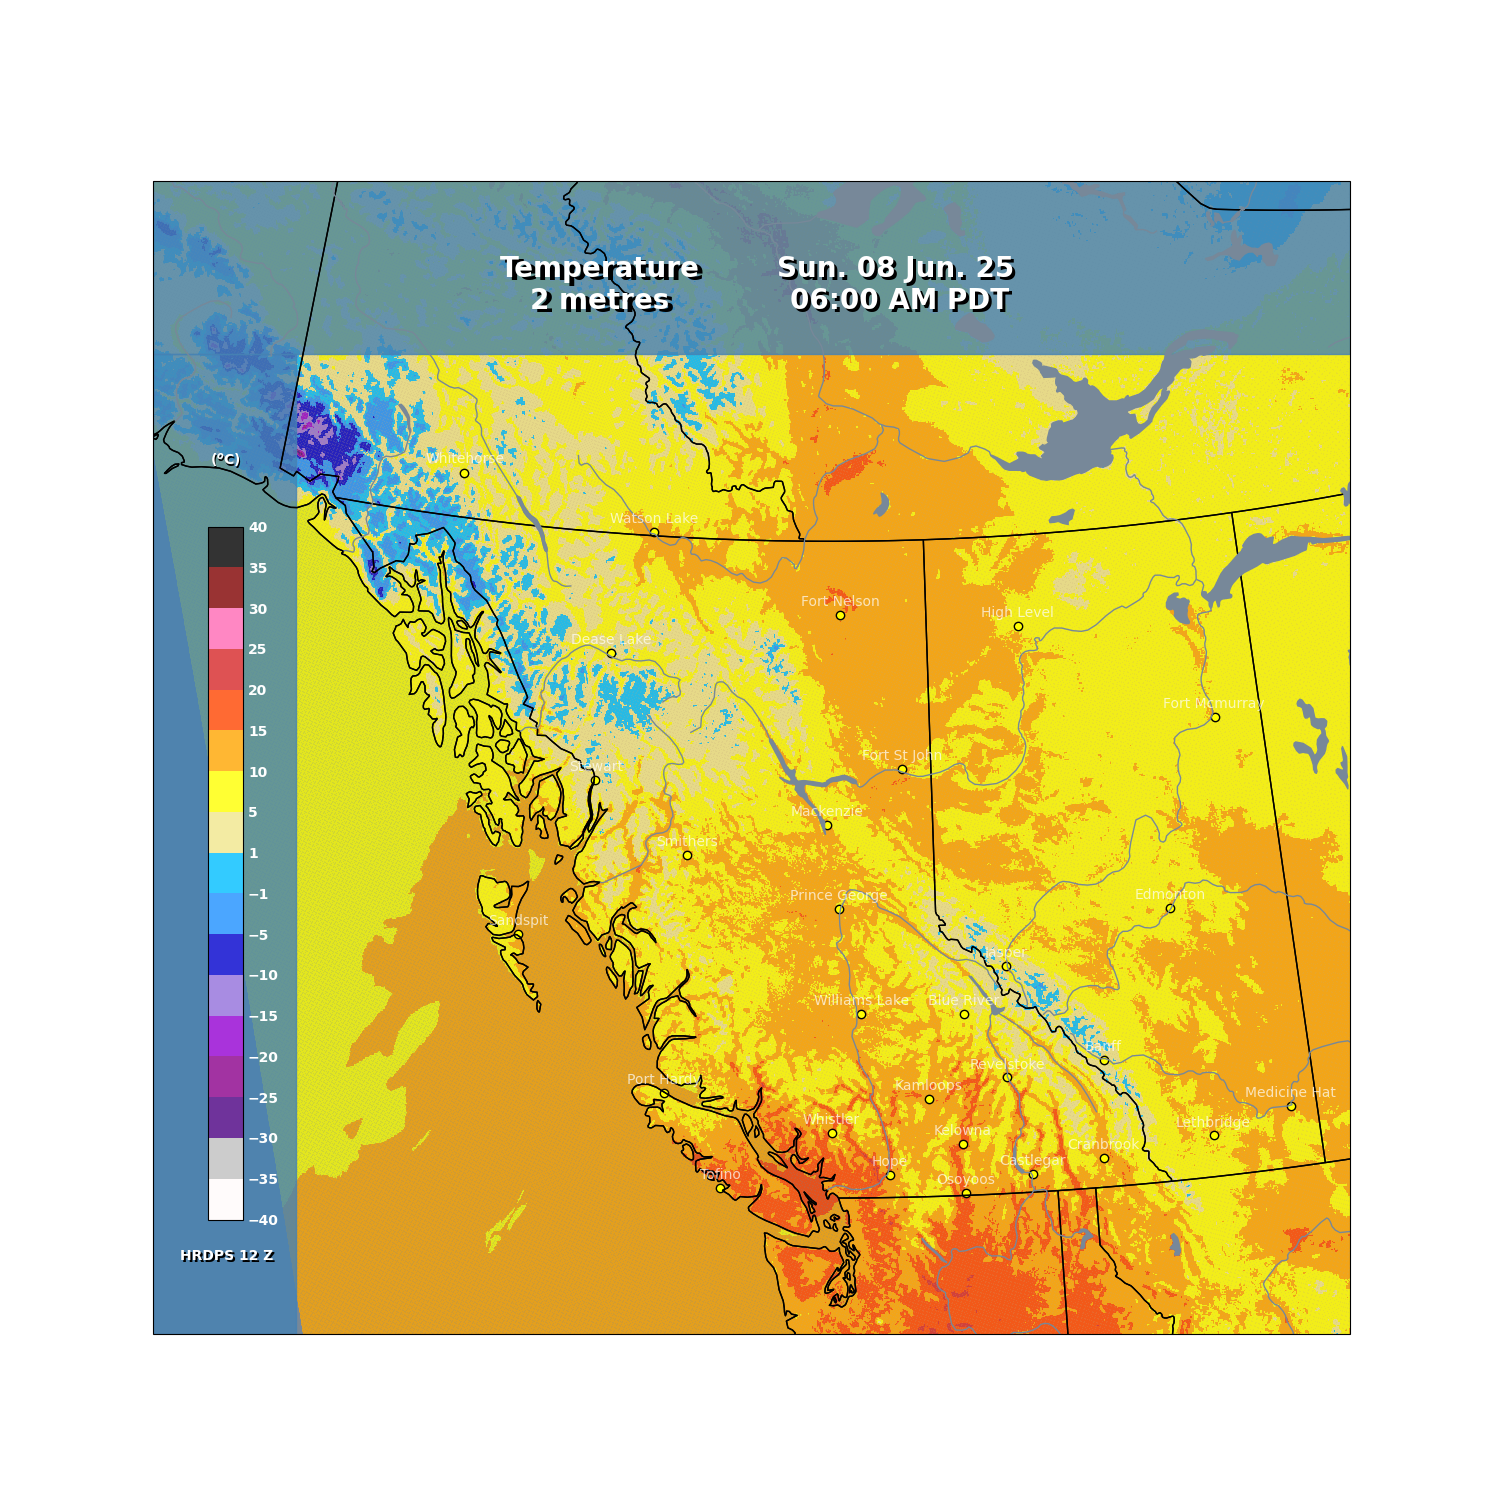 Temperature
2 metres
Sun. 08 Jun. 25
06:00 AM PDT
(°C)
40
35
30
25
20
15
10
5
1
−1
−5
−10
−15
−20
−25
−30
−35
−40
HRDPS 12 Z
Whitehorse
Watson Lake
Fort Nelson
High Level
Dease Lake
Fort Mcmurray
Fort St John
Stewart
Mackenzie
Smithers
Prince George
Edmonton
Sandspit
Jasper
Williams Lake
Blue River
Banff
Revelstoke
Port Hardy
Kamloops
Medicine Hat
Whistler
Lethbridge
Kelowna
Cranbrook
Hope
Castlegar
Tofino
Osoyoos